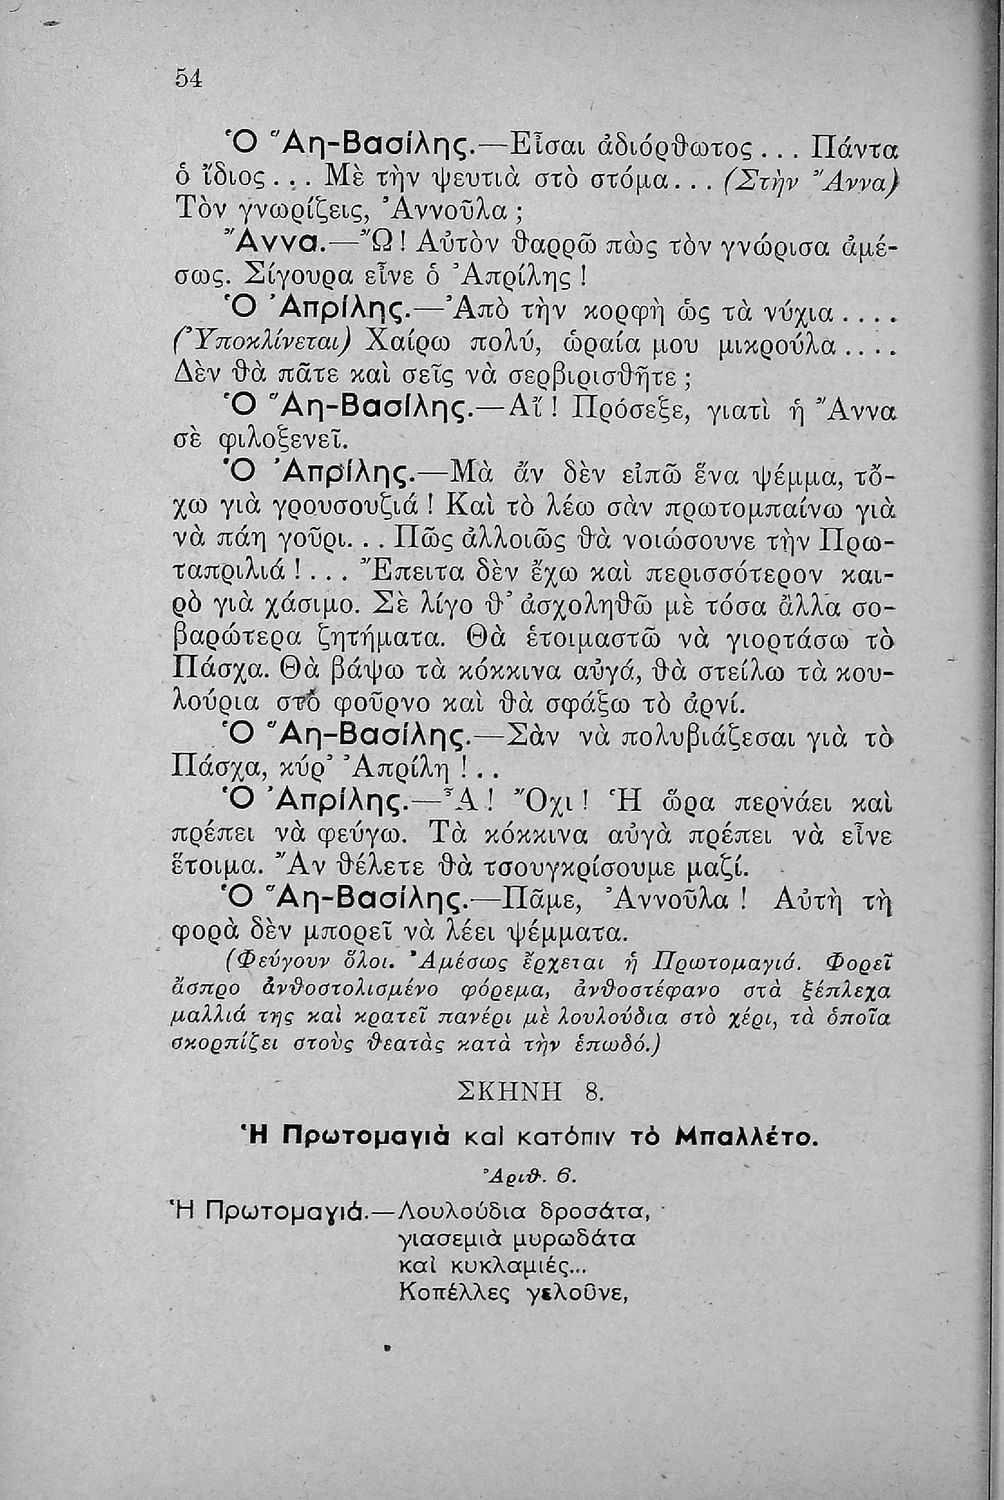 54
Ὁ Ἅη-Βασίλης.—Εἶσαι ἀδιόρθωτος... Πάντα
ὁ ἴδιος... Μὲ τὴν ψευτιὰ στὸ στόμα... (Στὴν Ἄννα)
Τὸν γνωρίζεις, Ἀννοῦλα ;
Ἄννα.—Ὢ! Αὐτὸν θαρρῶ πὼς τὸν γνώρισα ἀμέ-
σως. Σίγουρα εἶνε ὁ Ἀπρίλης !
Ὁ Ἀπρίλης.—Ἀπὸ τὴν κορφὴ ὡς τὰ νύχια....
(Ὑποκλίνεται) Χαίρω πολύ, ὡραία μου μικρούλα....
Δὲν θὰ πᾶτε καὶ σεῖς νὰ σερβιρισθῆτε ;
Ὁ Ἅη-Βασίλης.—Αἴ! Πρόσεξε, γιατὶ ἡ Ἄννα
σὲ φιλοξενεῖ.
Ὁ Ἀπρίλης.—Μὰ ἄν δὲν εἰπῶ ἕνα ψέμμα, τὄ-
χω γιὰ γρουσουζιά ! Καὶ τὸ λέω σὰν πρωτομπαίνω γιὰ
νὰ πάη γοῦρι... Πῶς ἀλλοιῶς θὰ νοιώσουνε τὴν Πρω-
ταπριλιά !... Ἔπειτα δὲν ἔχω καὶ περισσότερον και-
ρὸ γιὰ χάσιμο. Σὲ λίγο θ' ἀσχοληθῶ μὲ τόσα ἄλλα σο-
βαρώτερα ζητήματα. Θὰ ἑτοιμαστῶ νὰ γιορτάσω τὸ
Πάσχα. Θὰ βάψω τὰ κόκκινα αὐγά, θὰ στείλω τὰ κου-
λούρια στὸ φοῦρνο καὶ θὰ σφάξω τὸ ἀρνί.
Ὁ Ἅη-Βασίλης.—Σὰν νὰ πολυβιάζεσαι γιὰ τὸ
Πάσχα, κύρ' Ἀπρίλη !..
Ὁ Ἀπρίλης.—Ἆ! Ὄχι! Ἡ ὥρα περνάει καὶ
πρέπει νὰ φεύγω. Τὰ κόκκινα αὐγὰ πρέπει νὰ εἶνε
ἕτοιμα. Ἄν θέλετε θὰ τσουγκρίσουμε μαζί.
Ὁ Ἅη-Βασίλης.—Πᾶμε, Ἀννοῦλα ! Αὐτὴ τὴ
φορὰ δὲν μπορεῖ νὰ λέει ψέμματα.
(Φεύγουν ὅλοι. Ἀμέσως ἔρχεται ἡ Πρωτομαγιά. Φορεῖ
ἄσπρο ἀνθοστολισμένο φόρεμα, ἀνθοστέφανο στὰ ξέπλεχα
μαλλιά της καὶ κρατεῖ πανέρι μὲ λουλούδια στὸ χέρι, τὰ ὁποῖα
σκορπίζει στοὺς θεατὰς κατὰ τὴν ἐπωδό.)
ΣΚΗΝΗ 8.
Ἡ Πρωτομαγιὰ καὶ κατόπιν τὸ Μπαλλέτο.
Ἀριθ. 6.
Ἡ Πρωτομαγιά.—Λουλούδια δροσάτα,
γιασεμιὰ μυρωδάτα
καὶ κυκλαμιές...
Κοπέλλες γελοῦνε,